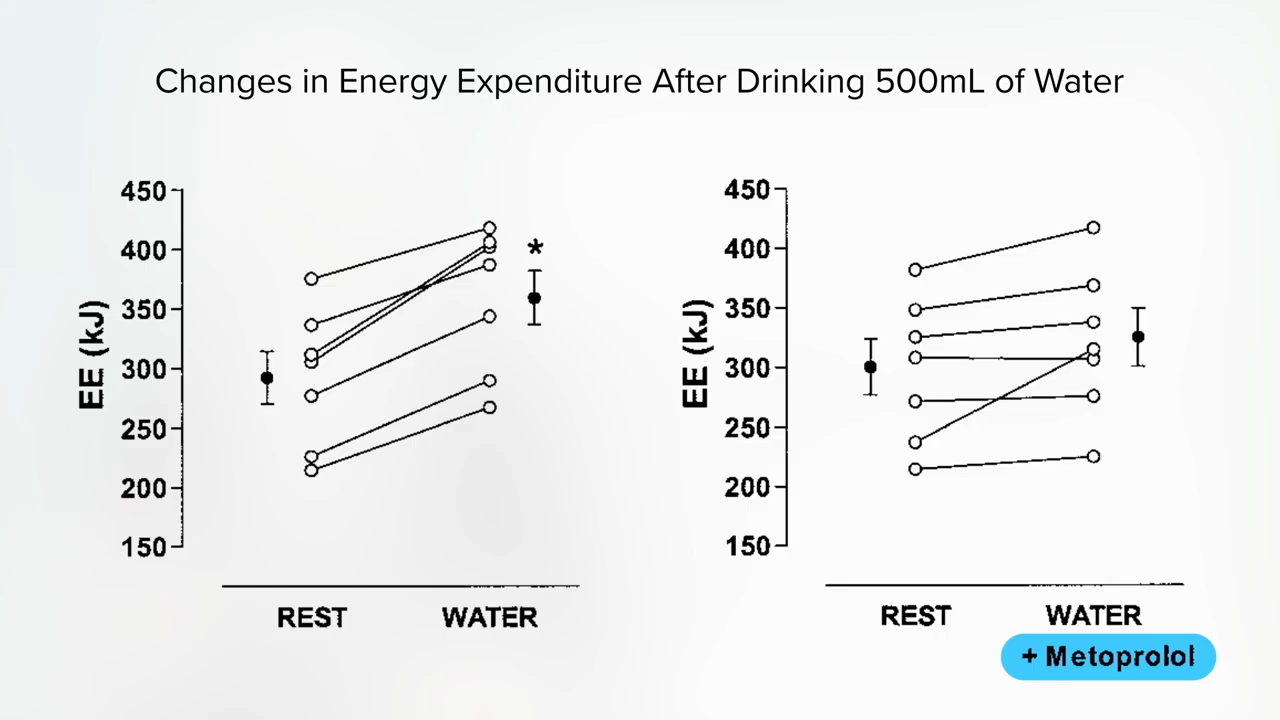 Changes in Energy Expenditure After Drinking 500mL of Water
450
400
350
300
250
200
150
EE (kJ)
*
REST WATER
450
400
350
300
250
200
150
EE (kJ)
REST WATER
+ Metoprolol